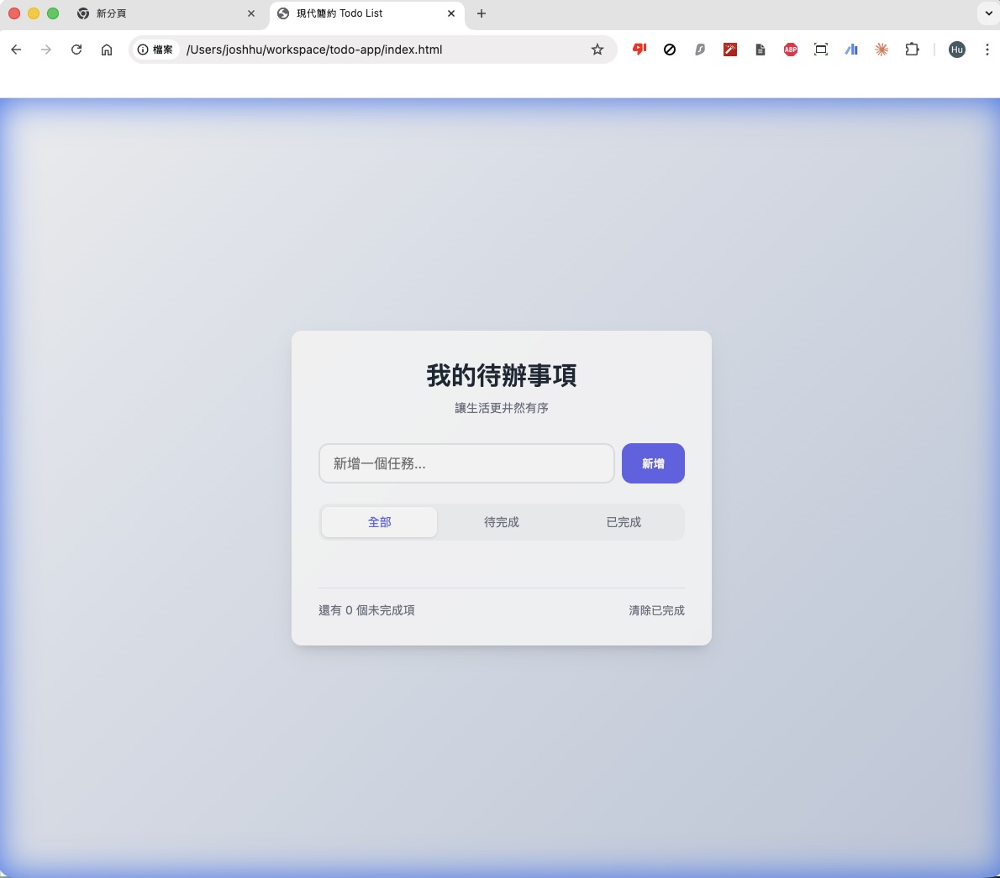 新分頁
現代簡約 Todo List
檔案
/Users/joshhu/workspace/todo-app/index.html
ABP
Hu
我的待辦事項
讓生活更井然有序
新增一個任務...
新增
全部
待完成
已完成
還有 0 個未完成項
清除已完成